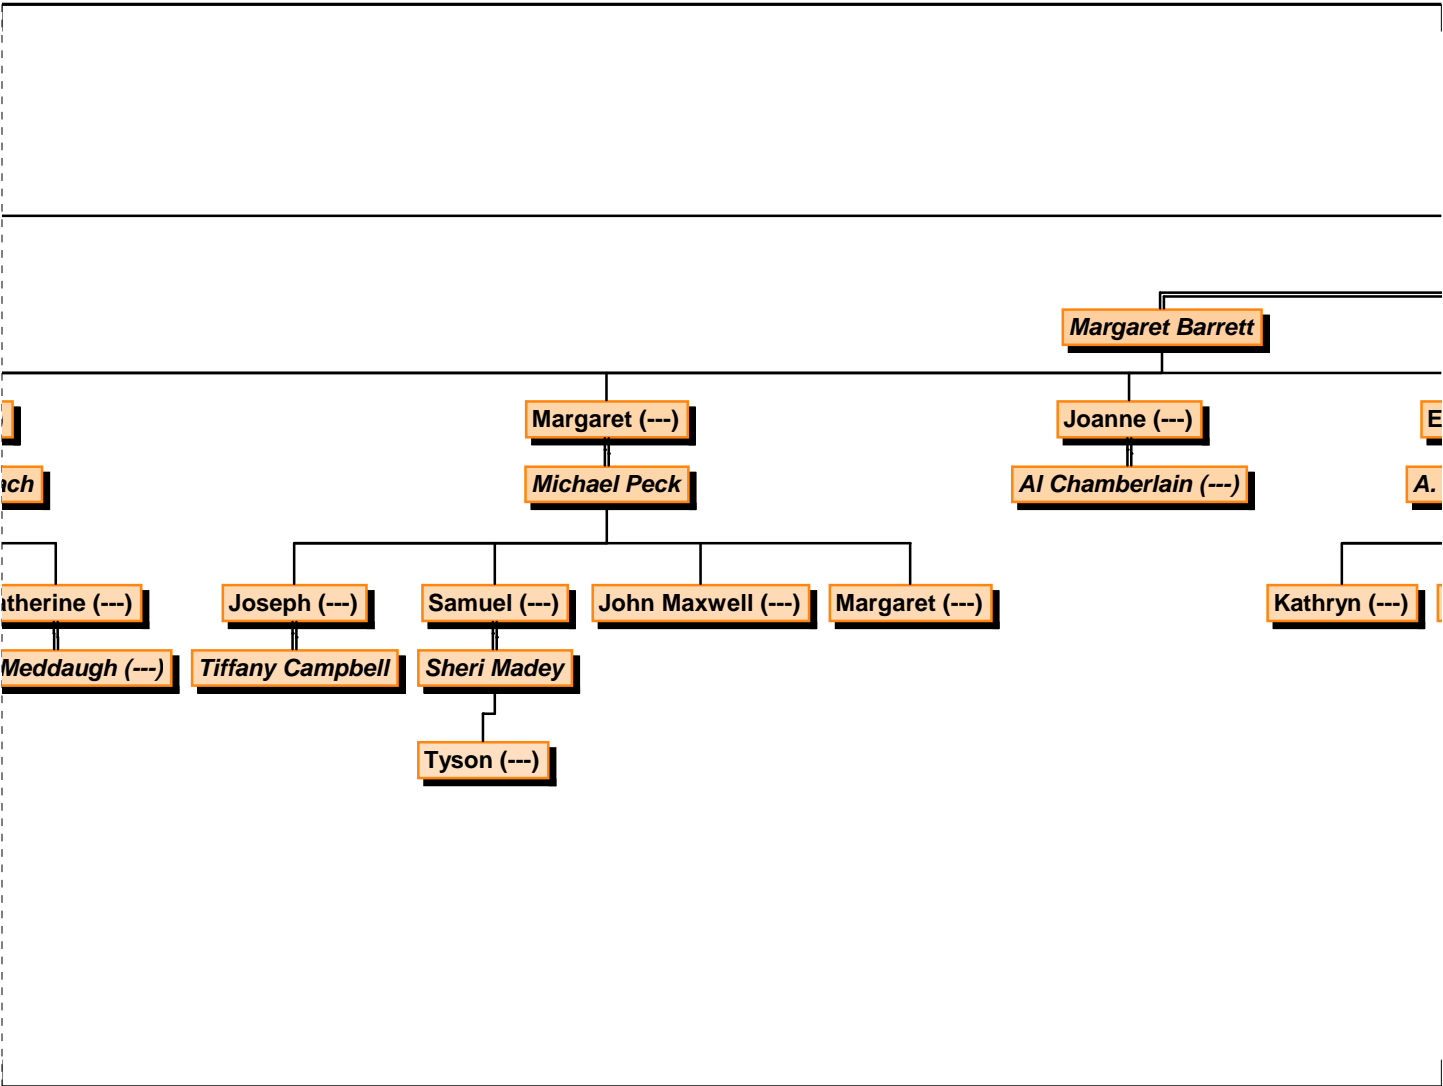 Margaret Barrett
Margaret (---)
Joanne (---)
Michael Peck
Al Chamberlain (---)
A.
(---)
Joseph (---)
Samuel (---)
John Maxwell (---)
Margaret (---)
Kathryn (---)
Meddaugh (---)
Tiffany Campbell
Sheri Madey
Tyson (---)